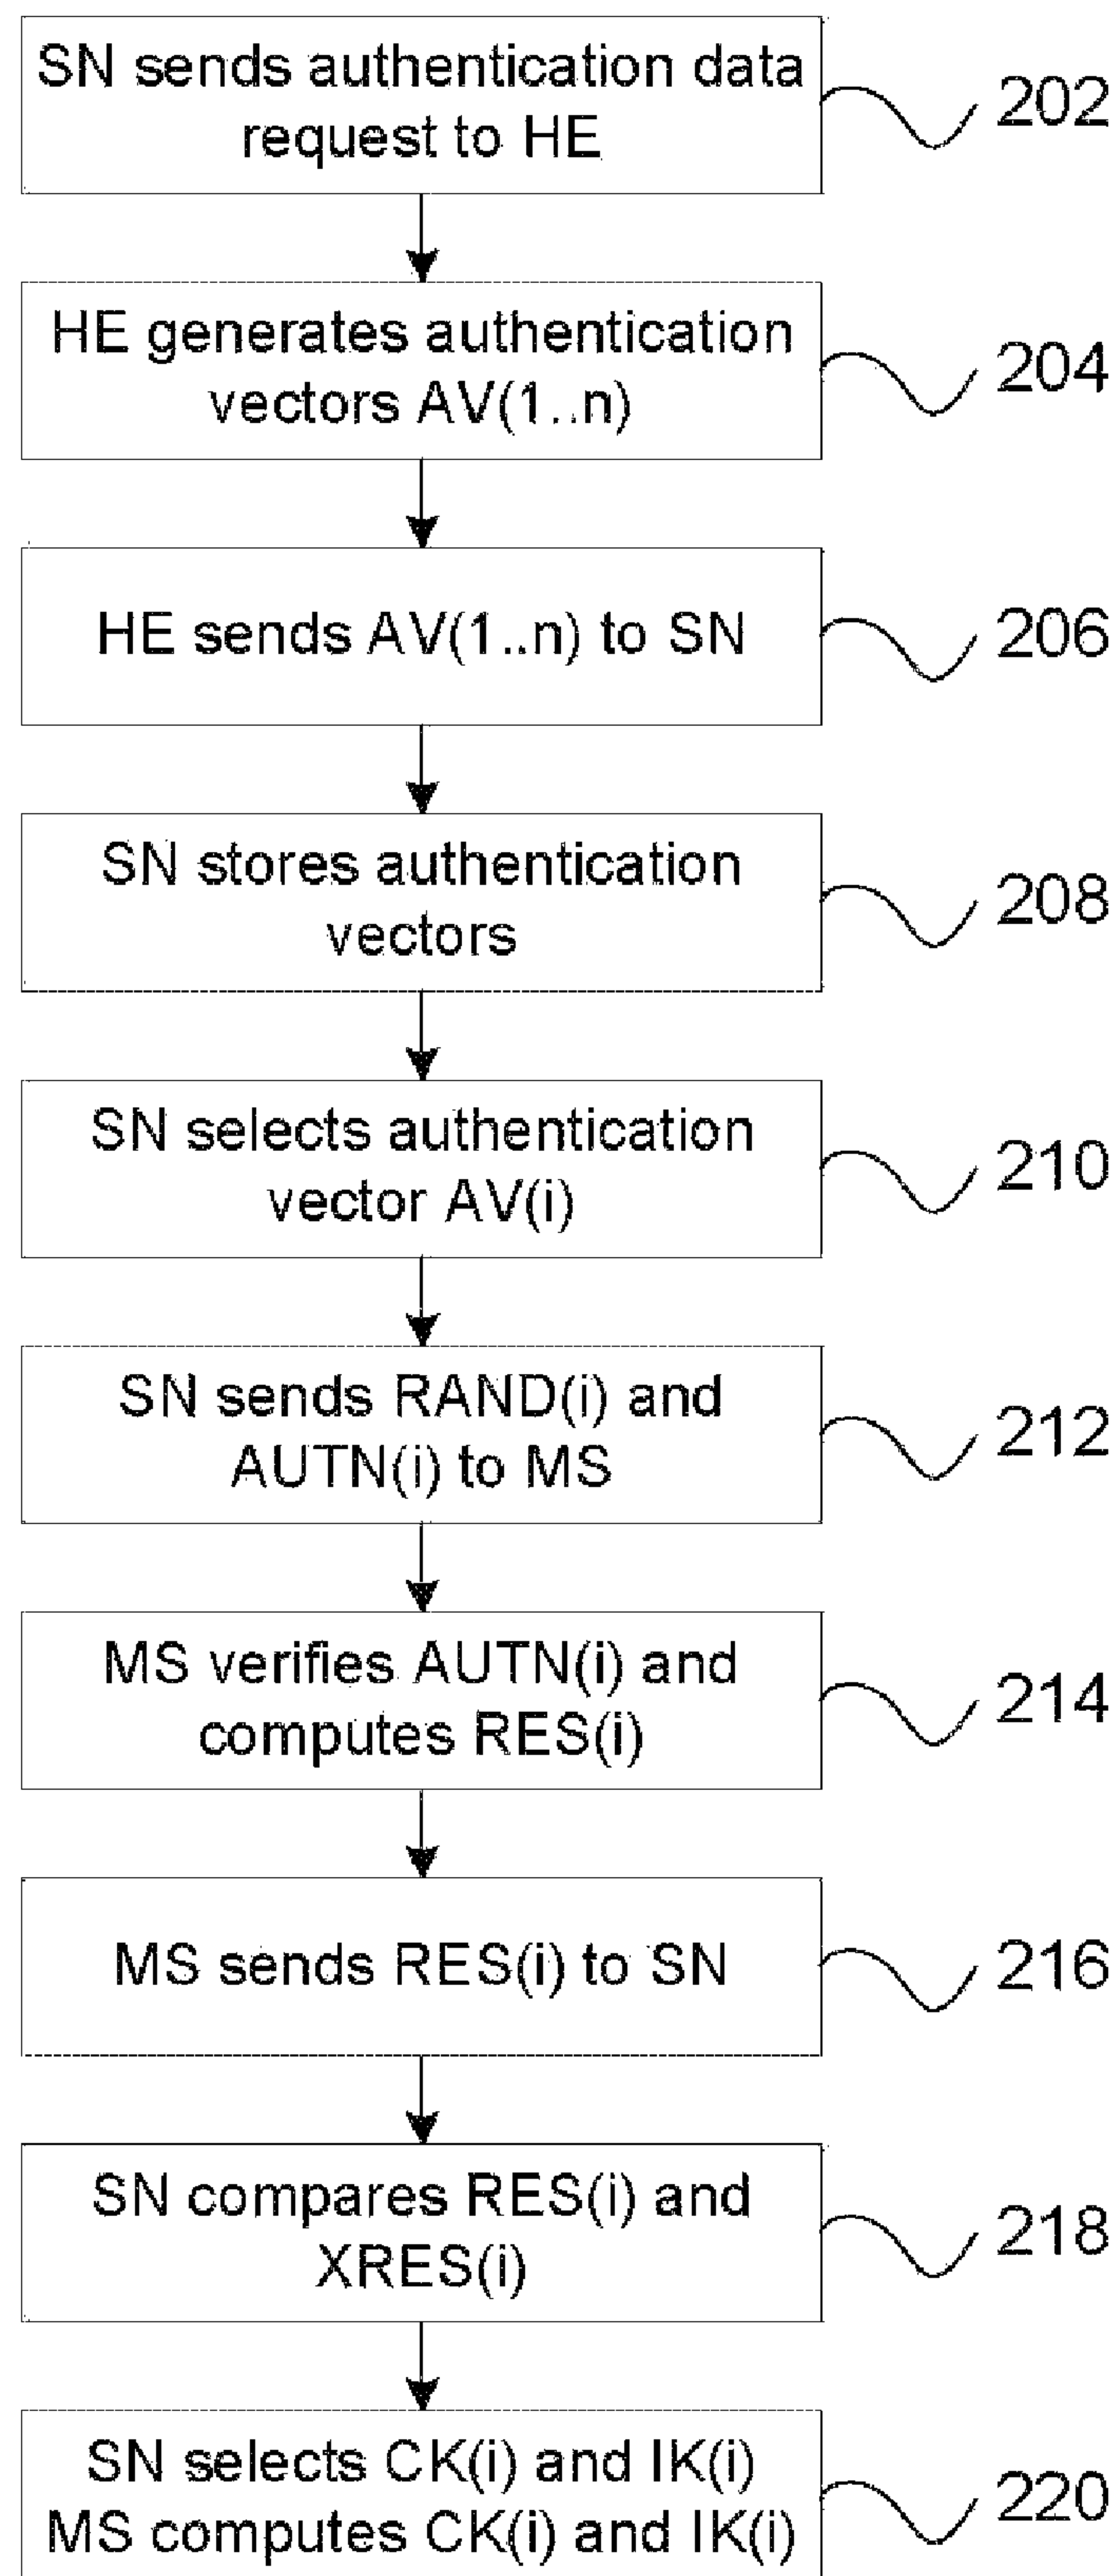 SN sends authentication data
request to HE
202
HE generates authentication
vectors AV(1..n)
204
HE sends AV(1..n) to SN
206
SN stores authentication
vectors
208
SN selects authentication
vector AV(i)
210
SN sends RAND(i) and
AUTN(i) to MS
212
MS verifies AUTN(i) and
computes RES(i)
214
MS sends RES(i) to SN
216
SN compares RES(i) and
XRES(i)
218
SN selects CK(i) and IK(i)
MS computes CK(i) and IK(i)
220